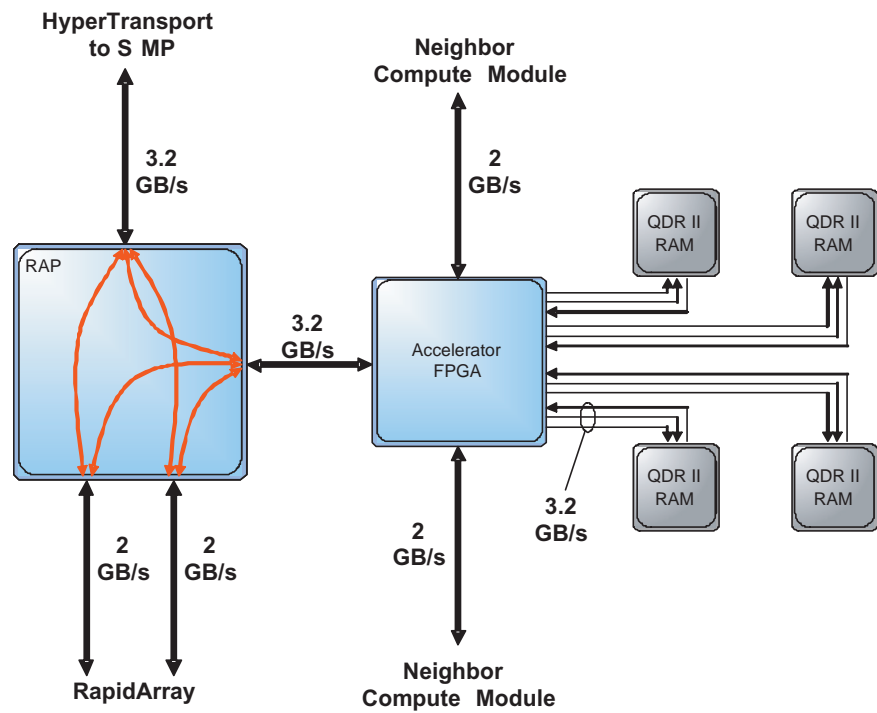 HyperTransport
to S MP
Neighbor
Compute Module
3.2
GB/s
2
GB/s
QDR II
RAM
QDR II
RAM
RAP
3.2
GB/s
Accelerator
FPGA
QDR II
RAM
QDR II
RAM
3.2
GB/s
2
GB/s
2
GB/s
2
GB/s
RapidArray
Neighbor
Compute Module